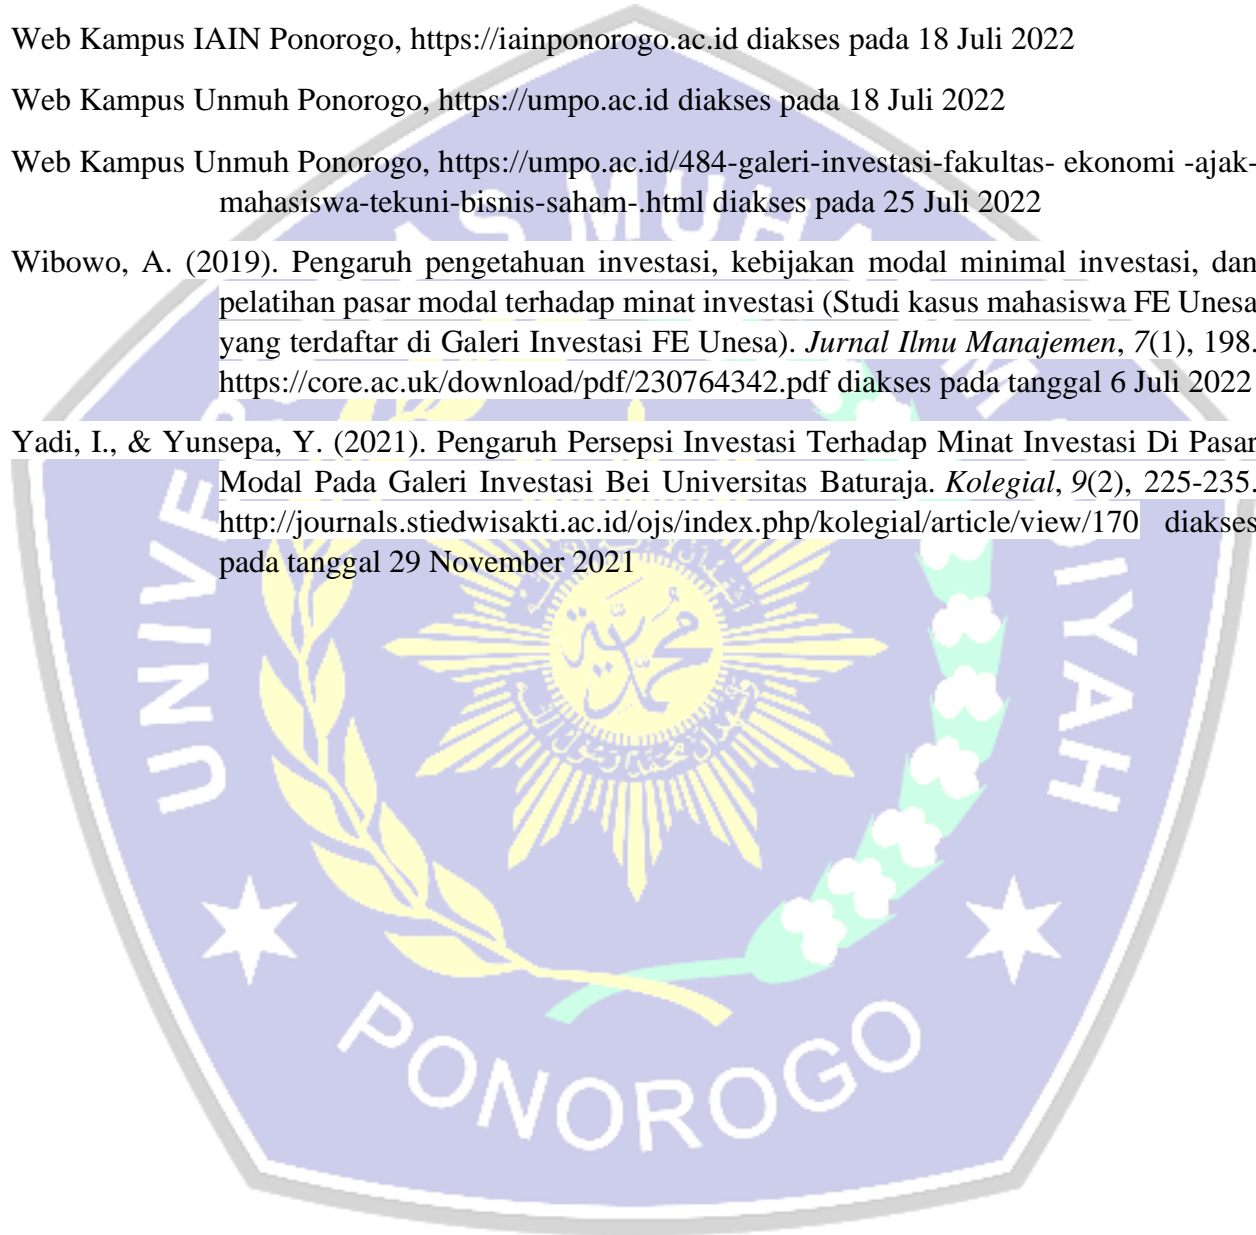 Web Kampus IAIN Ponorogo, https://iainponorogo.ac.id diakses pada 18 Juli 2022
Web Kampus Unmuh Ponorogo, https://umpo.ac.id diakses pada 18 Juli 2022
Web Kampus Unmuh Ponorogo, https://umpo.ac.id/484-galeri-investasi-fakultas- ekonomi -ajak-
mahasiswa-tekuni-bisnis-saham-.html diakses pada 25 Juli 2022
Wibowo, A. (2019). Pengaruh pengetahuan investasi, kebijakan modal minimal investasi, dan
pelatihan pasar modal terhadap minat investasi (Studi kasus mahasiswa FE Unesa
yang terdaftar di Galeri Investasi FE Unesa). Jurnal Ilmu Manajemen, 7(1), 198.
https://core.ac.uk/download/pdf/230764342.pdf diakses pada tanggal 6 Juli 2022
Yadi, I., & Yunsepa, Y. (2021). Pengaruh Persepsi Investasi Terhadap Minat Investasi Di Pasar
Modal Pada Galeri Investasi Bei Universitas Baturaja. Kolegial, 9(2), 225-235.
http://journals.stiedwisakti.ac.id/ojs/index.php/kolegial/article/view/170 diakses
pada tanggal 29 November 2021
محمدية
PONOROGO